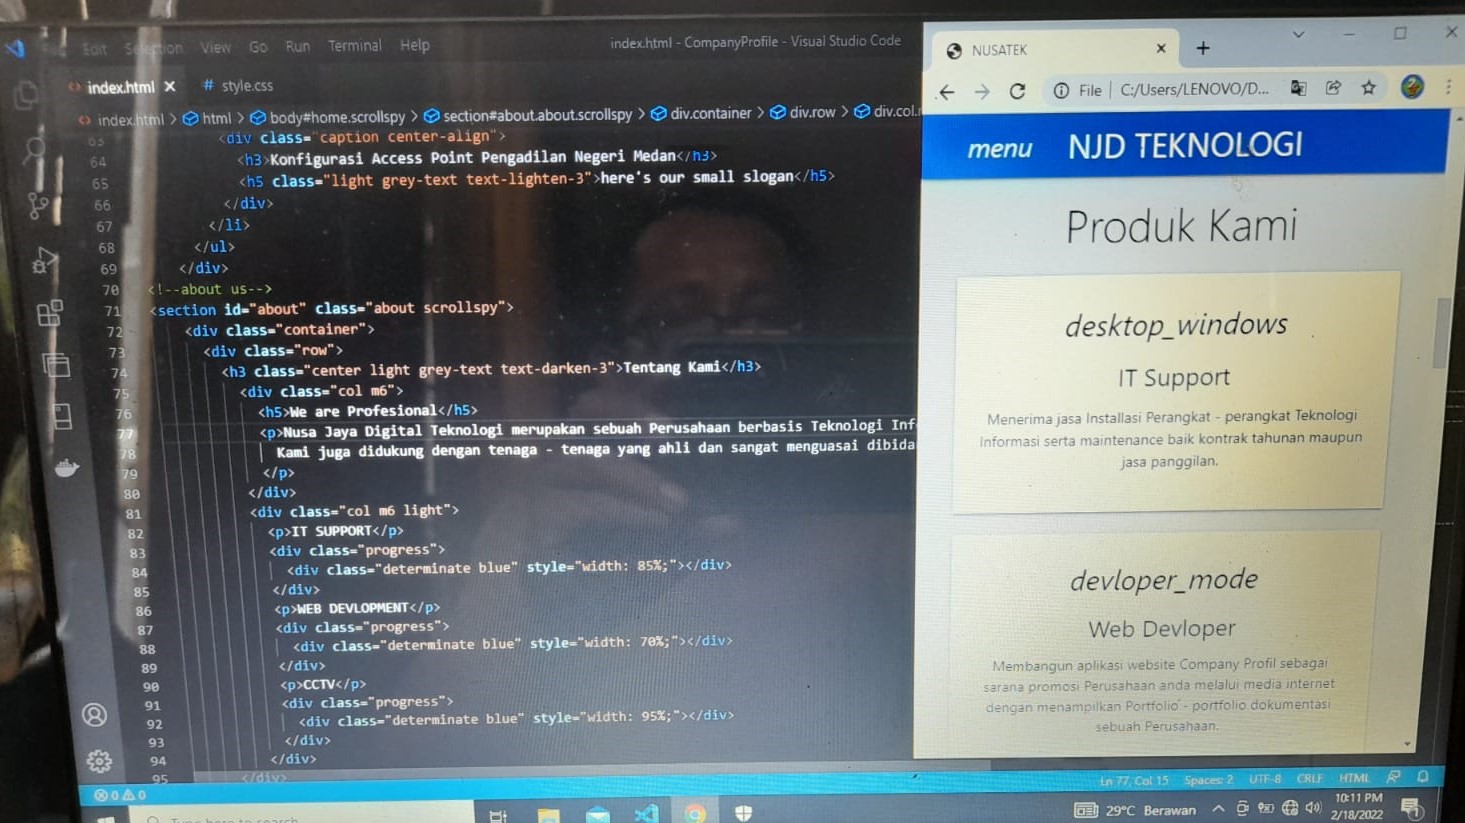 Edit Selection View Go Run Terminal Help
index.html - CompanyProfile - Visual Studio Code
index.html
# style.css
index.html > html > body#home.scrollspy > section#about.about.scrollspy > div.container > div.row > div.col.
63 <div class="caption center-align">
64 <h3>Konfigurasi Access Point Pengadilan Negeri Medan</h3>
65 <h5 class="light grey-text text-lighten-3">here's our small slogan</h5>
66 </div>
67 </li>
68 </ul>
69 </div>
70 <!--about us-->
71 <section id="about" class="about scrollspy">
72 <div class="container">
73 <div class="row">
74 <h3 class="center light grey-text text-darken-3">Tentang Kami</h3>
75 <div class="col m6">
76 <h5>We are Profesional</h5>
77 <p>Nusa Jaya Digital Teknologi merupakan sebuah Perusahaan berbasis Teknologi Inf
78 Kami juga didukung dengan tenaga - tenaga yang ahli dan sangat menguasai dibida
79 </p>
80 </div>
81 <div class="col m6 light">
82 <p>IT SUPPORT</p>
83 <div class="progress">
84 <div class="determinate blue" style="width: 85%;"></div>
85 </div>
86 <p>WEB DEVLOPMENT</p>
87 <div class="progress">
88 <div class="determinate blue" style="width: 70%;"></div>
89 </div>
90 <p>CCTV</p>
91 <div class="progress">
92 <div class="determinate blue" style="width: 95%;"></div>
93 </div>
94 </div>
95 </div>
0 0
Ln 77, Col 15 Spaces: 2 UTF-8 CRLF HTML
NUSATEK
File | C:/Users/LENOVO/D...
menu NJD TEKNOLOGI
Produk Kami
desktop_windows
IT Support
Menerima jasa Installasi Perangkat - perangkat Teknologi
Informasi serta maintenance baik kontrak tahunan maupun
jasa panggilan.
devloper_mode
Web Devloper
Membangun aplikasi website Company Profil sebagai
sarana promosi Perusahaan anda melalui media internet
dengan menampilkan Portfolio - portfolio dokumentasi
sebuah Perusahaan.
Type here to search
29°C Berawan
10:11 PM
2/18/2022
1